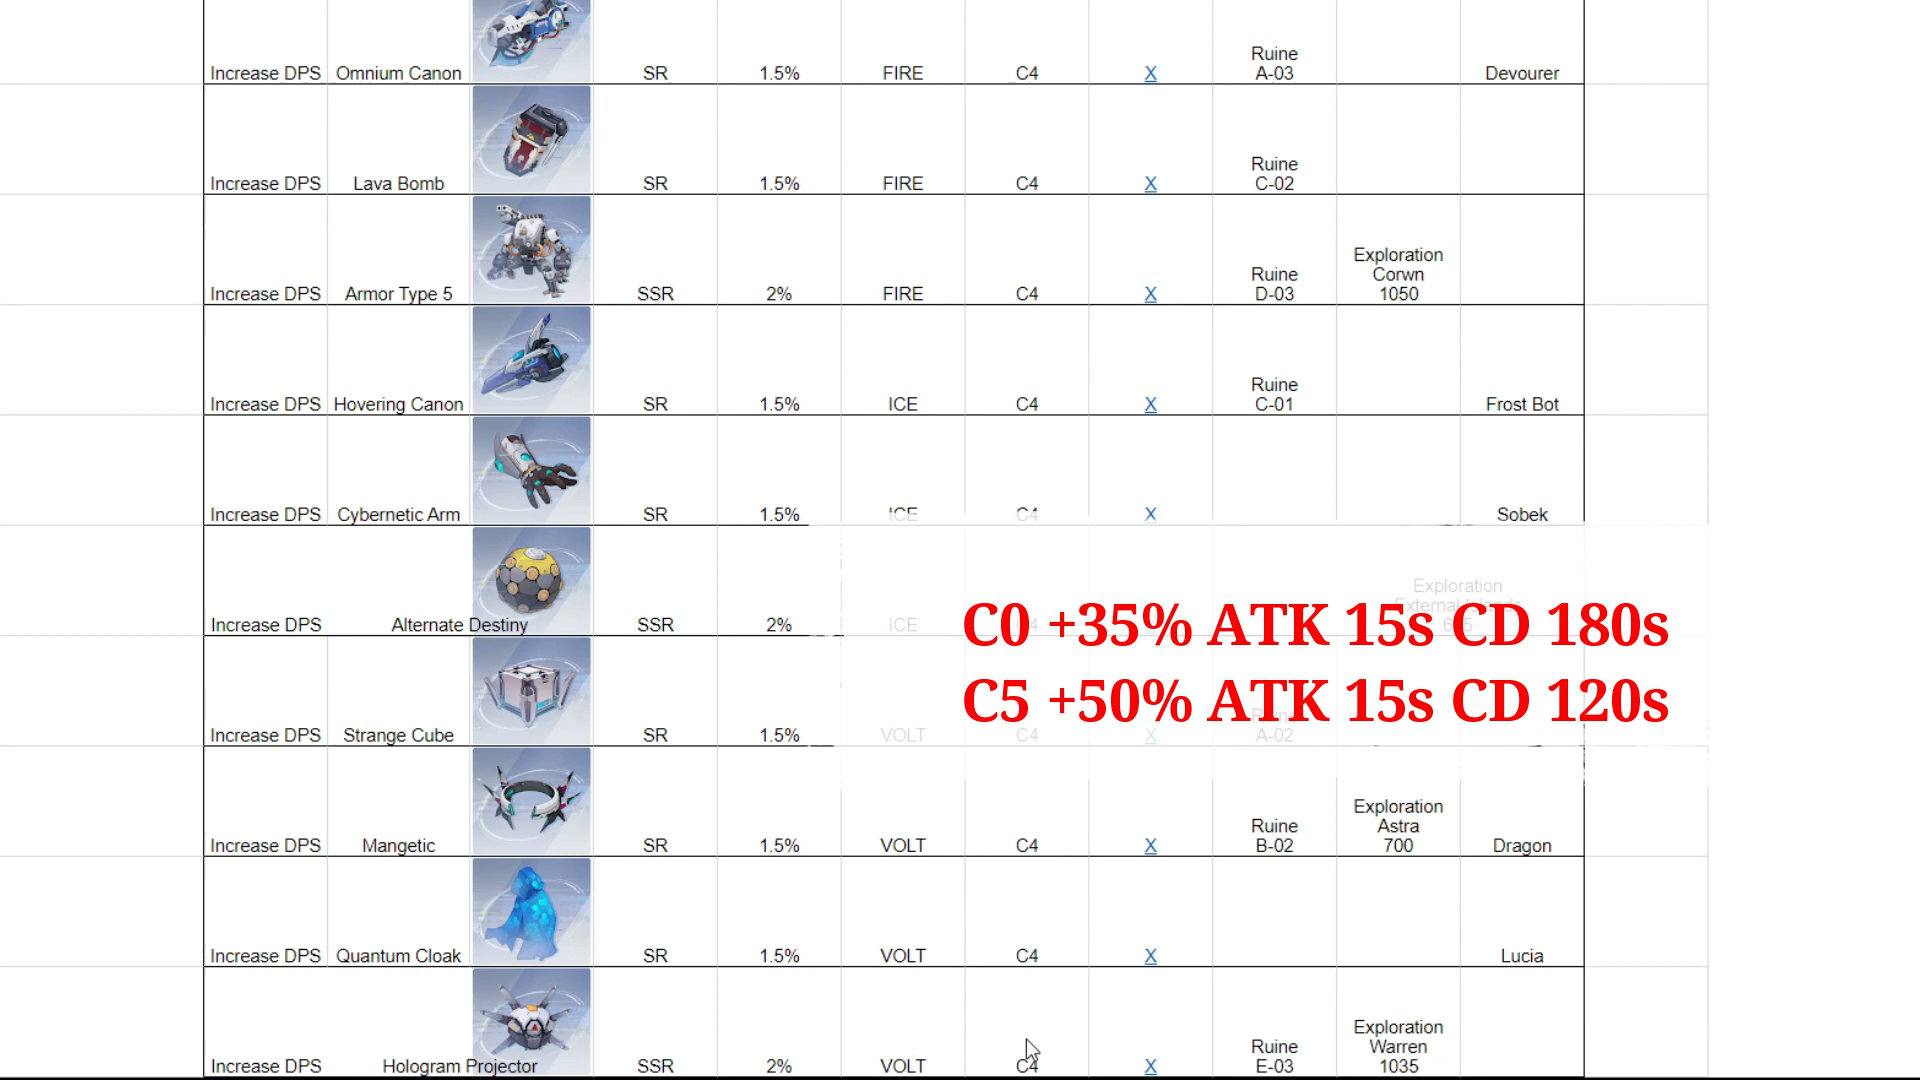 Increase DPS Omnium Canon SR 1.5% FIRE C4 X Ruine A-03 Devourer
Increase DPS Lava Bomb SR 1.5% FIRE C4 X Ruine C-02
Increase DPS Armor Type 5 SSR 2% FIRE C4 X Ruine D-03 Exploration Corwn 1050
Increase DPS Hovering Canon SR 1.5% ICE C4 X Ruine C-01 Frost Bot
Increase DPS Cybernetic Arm SR 1.5% ICE C4 X Sobek
Increase DPS Alternate Destiny SSR 2% ICE Exploration
C0 +35% ATK 15s CD 180s
C5 +50% ATK 15s CD 120s
Increase DPS Strange Cube SR 1.5% VOLT C4 X A-02
Increase DPS Mangetic SR 1.5% VOLT C4 X Ruine B-02 Exploration Astra 700 Dragon
Increase DPS Quantum Cloak SR 1.5% VOLT C4 X Lucia
Increase DPS Hologram Projector SSR 2% VOLT C4 X Ruine E-03 Exploration Warren 1035